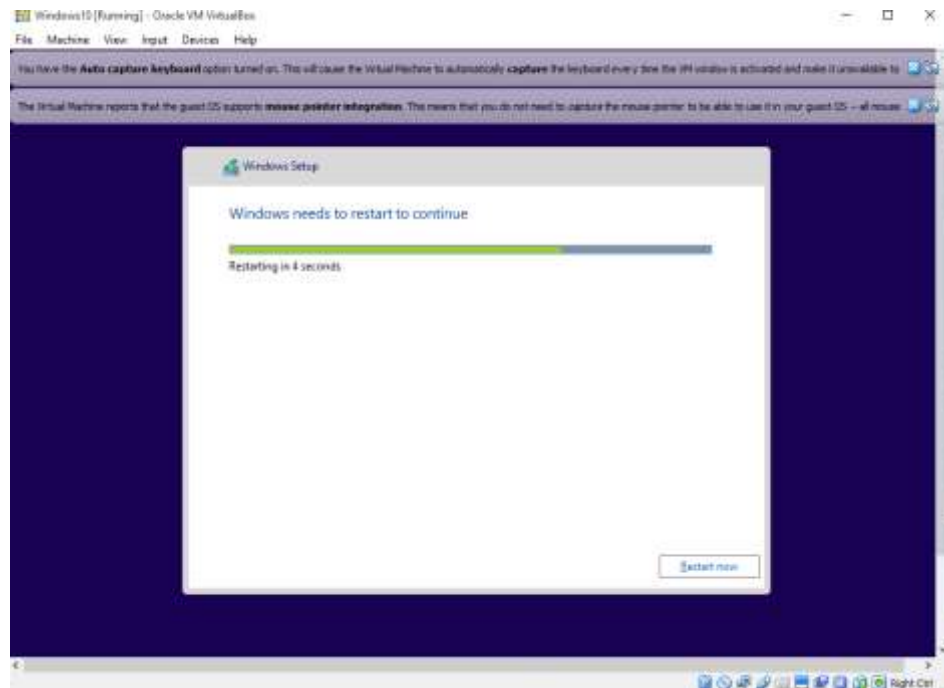 Windows10 [Running] - Oracle VM VirtualBox
File Machine View Input Devices Help
You have the Auto capture keyboard option turned on. This will cause the Virtual Machine to automatically capture the keyboard every time the VM window is activated and make it unavailable to
The Virtual Machine reports that the guest OS supports mouse pointer integration. This means that you do not need to capture the mouse pointer to be able to use it in your guest OS -- all mouse
Windows Setup
Windows needs to restart to continue
Restarting in 4 seconds
Restart now
Right Ctrl